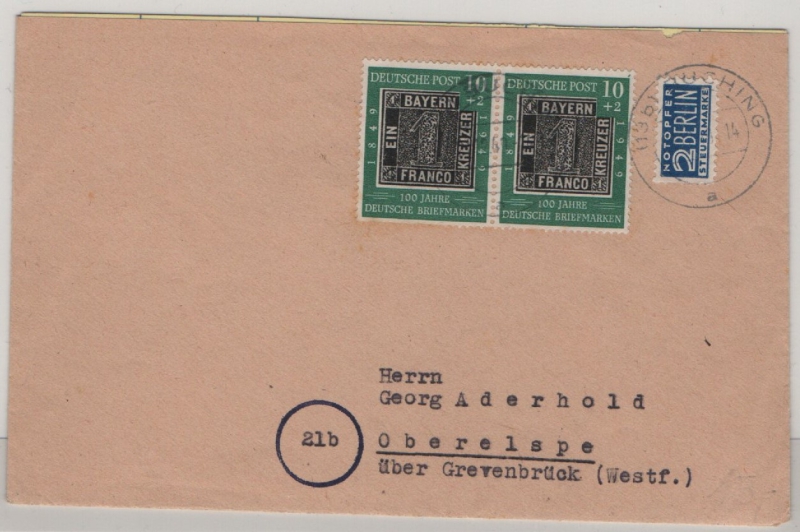 DEUTSCHE POST 10
+2
1849
EIN
BAYERN
1
KREUZER
FRANCO
1949
100 JAHRE
DEUTSCHE BRIEFMARKEN
DEUTSCHE POST 10
+2
1849
EIN
BAYERN
1
KREUZER
FRANCO
1949
100 JAHRE
DEUTSCHE BRIEFMARKEN
NOTOPFER
2 BERLIN
STEUERMARKE
14
a
Herrn
Georg Aderhold
21b
Oberelspe
über Grevenbrück (Westf.)